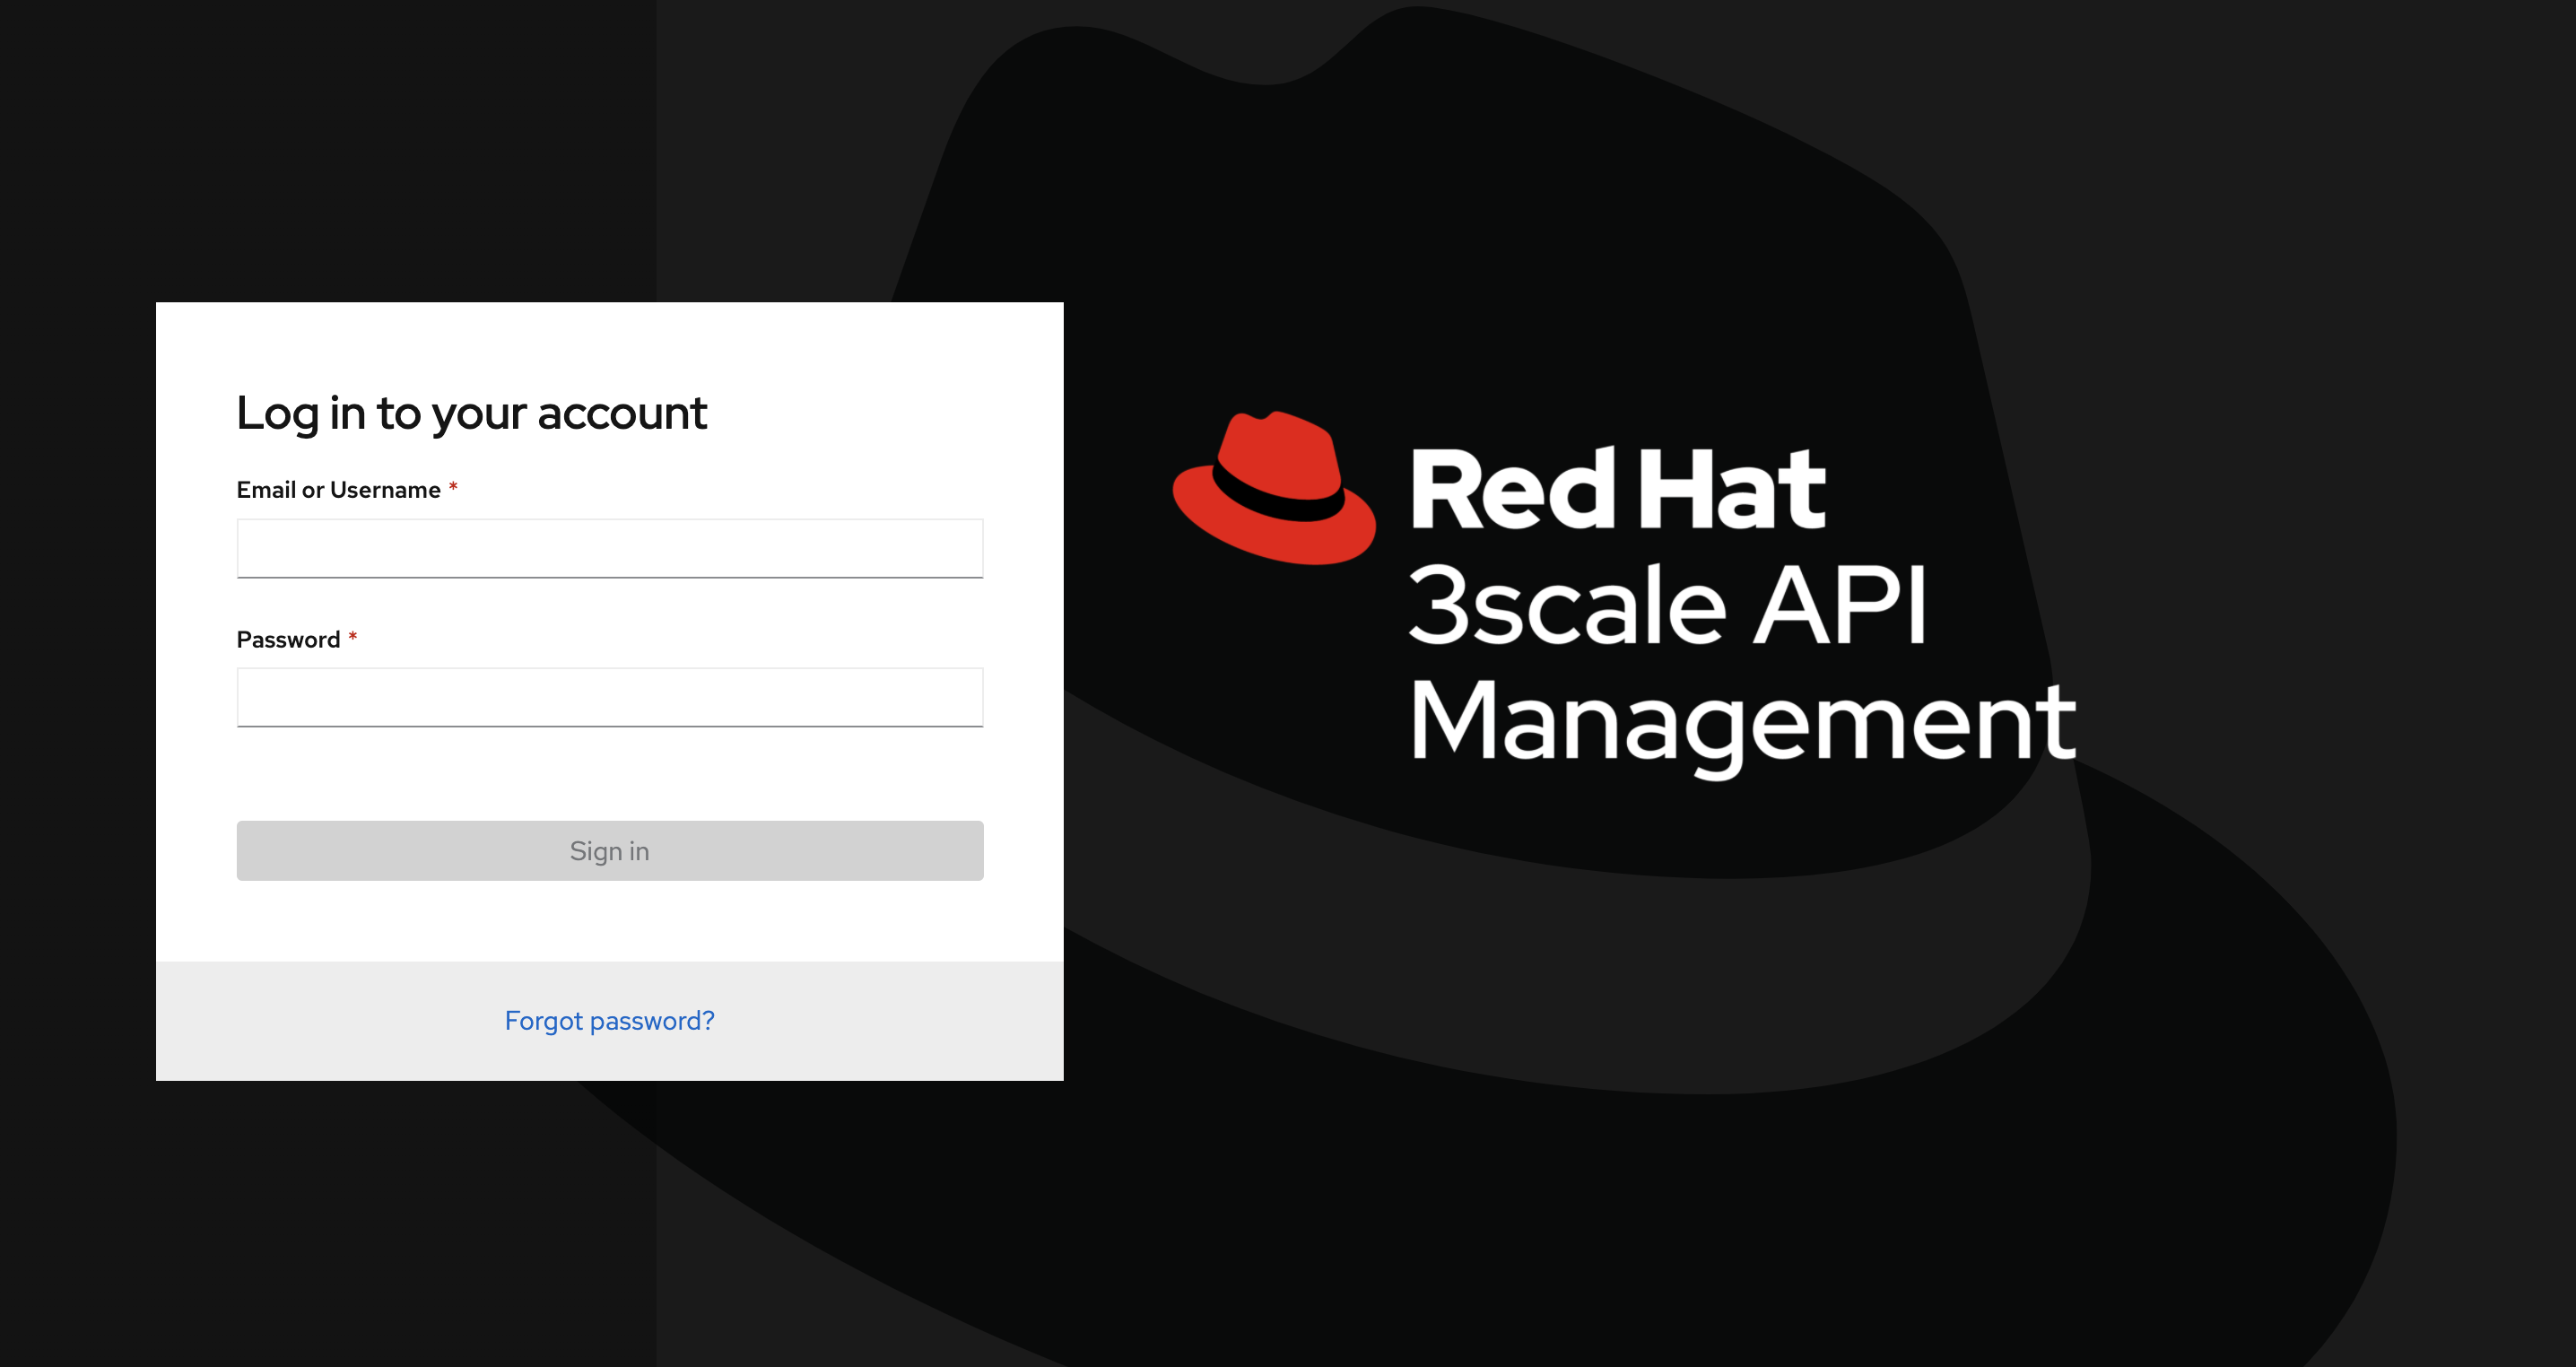 Log in to your account
Email or Username *
Password *
Sign in
Forgot password?
Red Hat
3scale API
Management